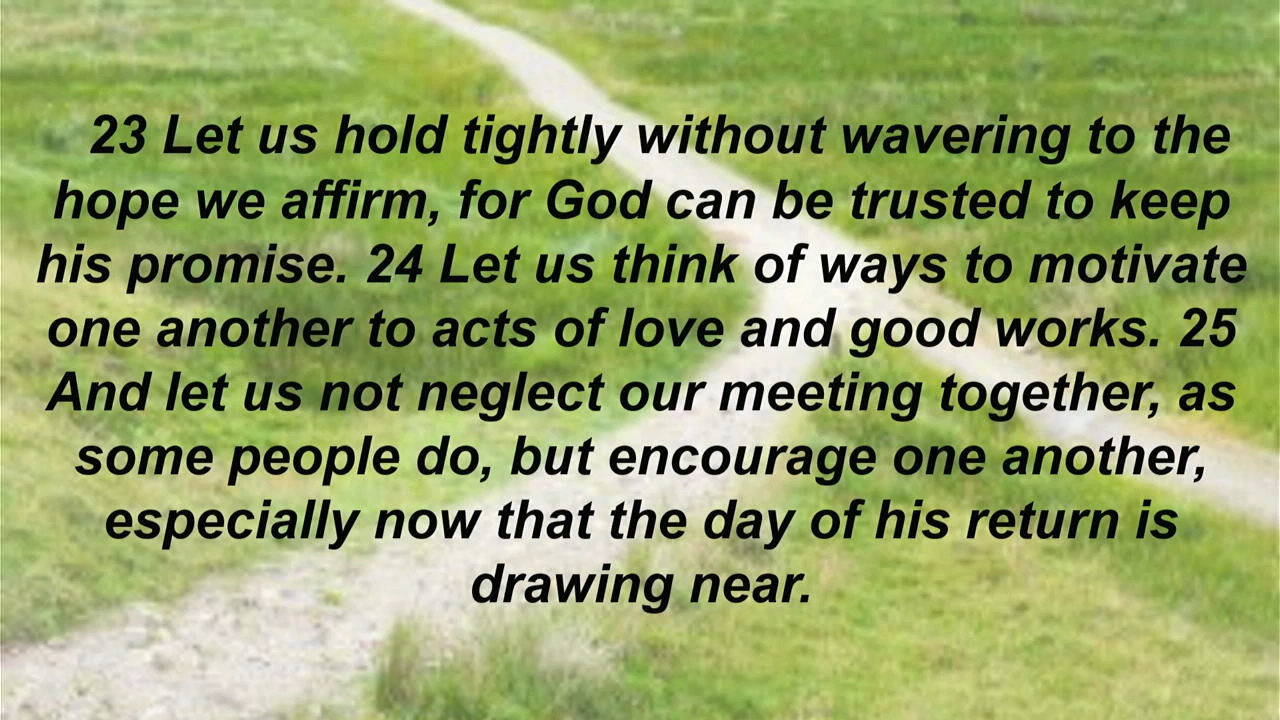 23 Let us hold tightly without wavering to the
hope we affirm, for God can be trusted to keep
his promise. 24 Let us think of ways to motivate
one another to acts of love and good works. 25
And let us not neglect our meeting together, as
some people do, but encourage one another,
especially now that the day of his return is
drawing near.